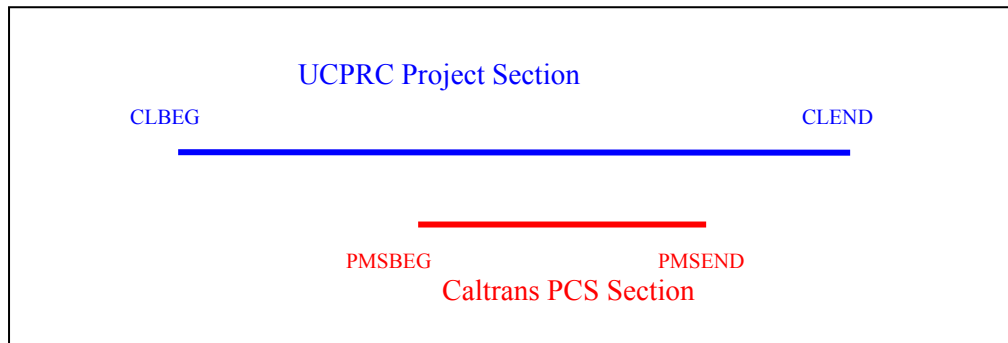 UCPRC Project Section
CLBEG
CLEND
PMSBEG
PMSEND
Caltrans PCS Section